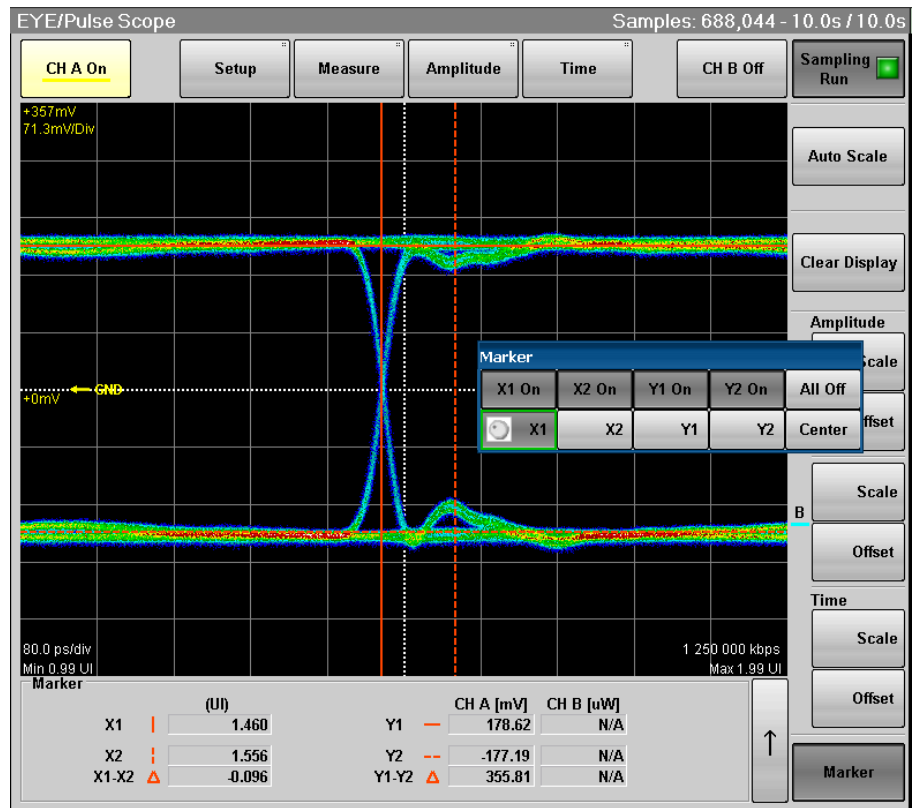 EYE/Pulse Scope
Samples: 688,044 - 10.0s / 10.0s
CH A On
Setup
Measure
Amplitude
Time
CH B Off
Sampling Run
+357mV
71.3mV/Div
Auto Scale
Clear Display
Amplitude
Scale
Marker
X1 On
X2 On
Y1 On
Y2 On
All Off
X1
X2
Y1
Y2
Center
ffset
GND
+0mV
B
Scale
Offset
Time
Scale
Offset
80.0 ps/div
1 250 000 kbps
Min 0.99 UI
Max 1.99 UI
Marker
(UI)
CH A [mV]
CH B [uW]
X1
1.460
Y1
178.62
N/A
X2
1.556
Y2
-177.19
N/A
X1-X2
-0.096
Y1-Y2
355.81
N/A
↑
Marker